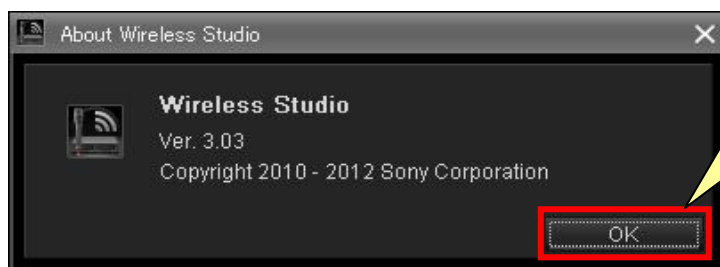 About Wireless Studio
Wireless Studio
Ver. 3.03
Copyright 2010 - 2012 Sony Corporation
OK